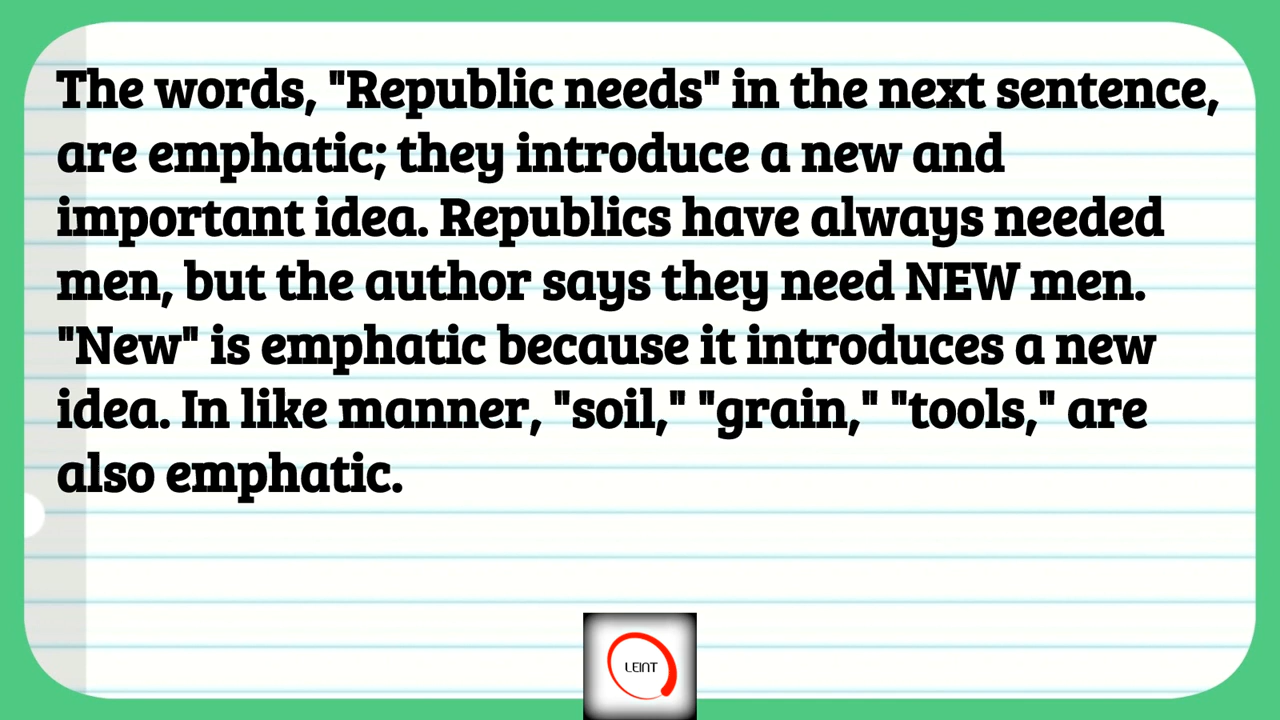 The words, "Republic needs" in the next sentence,
are emphatic; they introduce a new and
important idea. Republics have always needed
men, but the author says they need NEW men.
"New" is emphatic because it introduces a new
idea. In like manner, "soil," "grain," "tools," are
also emphatic.
LEINT